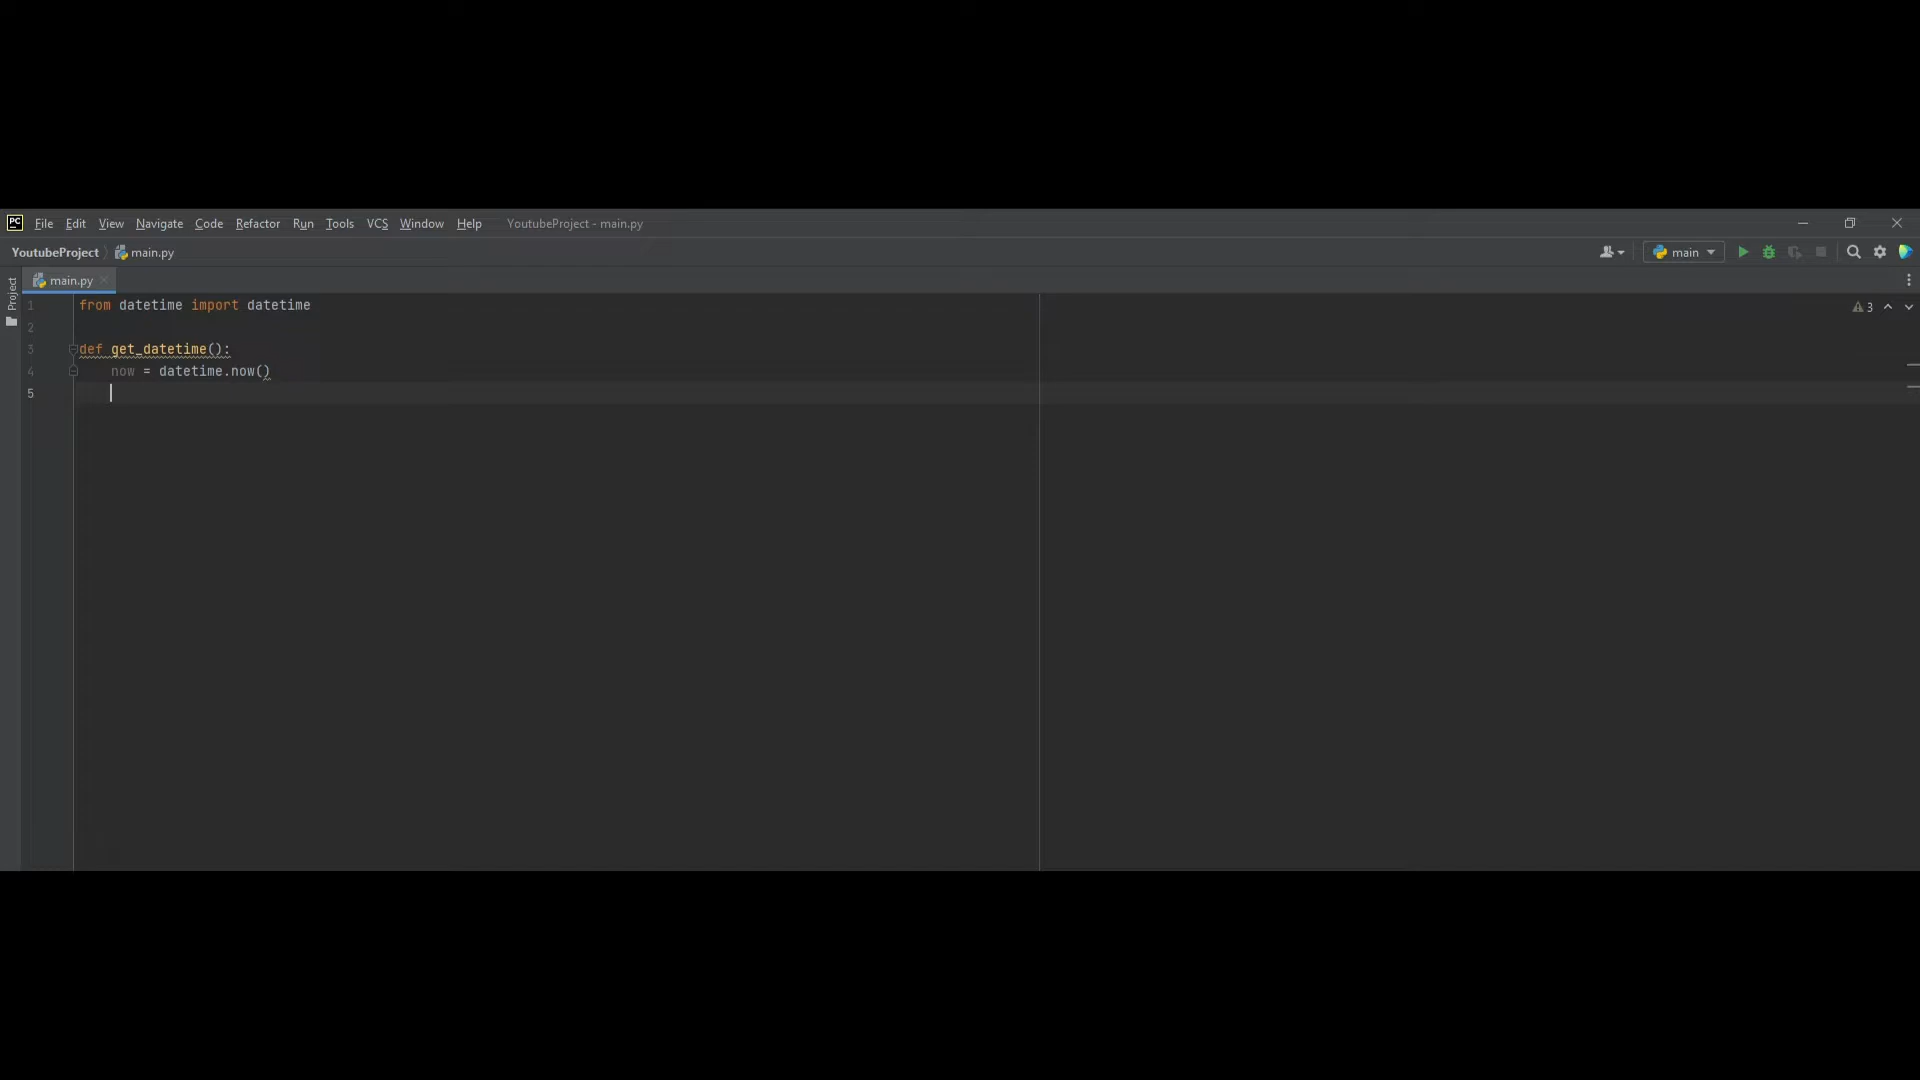 PC File Edit View Navigate Code Refactor Run Tools VCS Window Help YoutubeProject - main.py
YoutubeProject main.py main
Project main.py
1 from datetime import datetime 3
2
3 def get_datetime():
4 now = datetime.now()
5